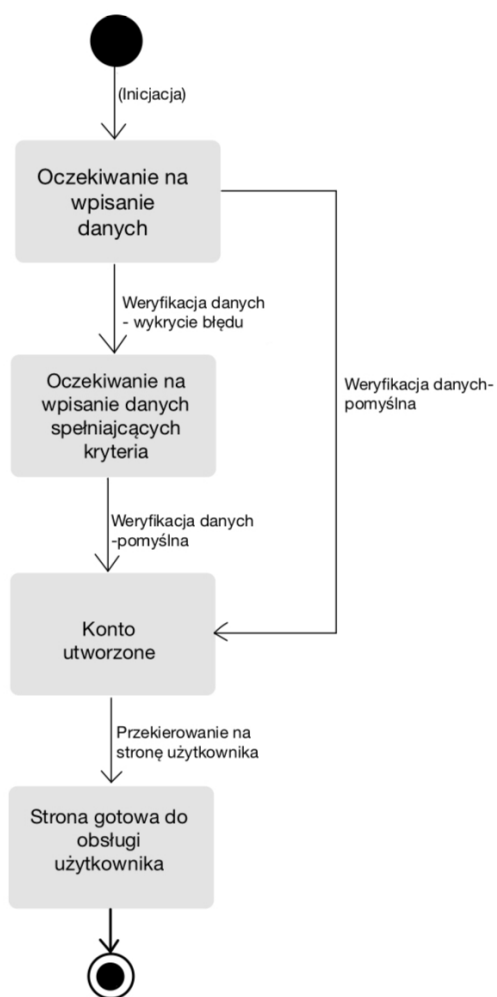 (Inicjacja)
Oczekiwanie na
wpisanie
danych
Weryfikacja danych
- wykrycie błędu
Weryfikacja danych-
pomyślna
Oczekiwanie na
wpisanie danych
spełniajcących
kryteria
Weryfikacja danych
-pomyślna
Konto
utworzone
Przekierowanie na
stronę użytkownika
Strona gotowa do
obsługi
użytkownika